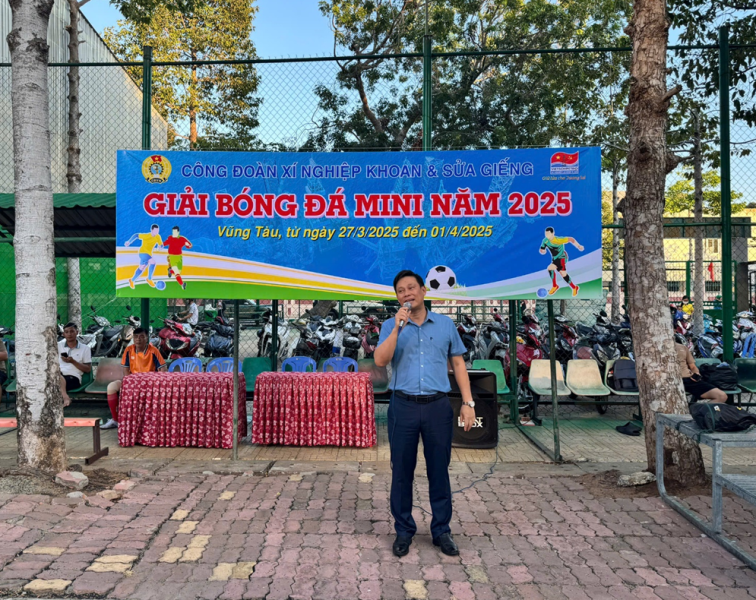 CÔNG ĐOÀN XÍ NGHIỆP KHOAN & SỬA GIẾNG
GIẢI BÓNG ĐÁ MINI NĂM 2025
Vũng Tàu, từ ngày 27/3/2025 đến 01/4/2025